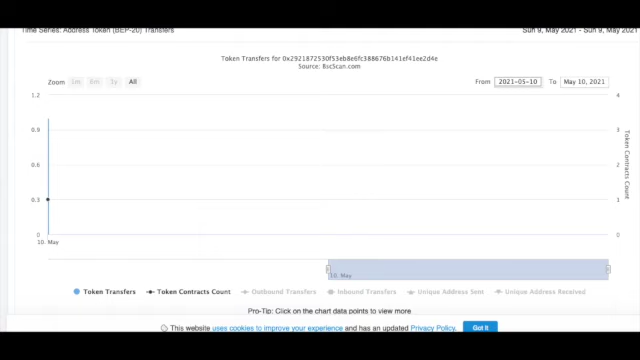 Time Series: Address Token (BEP-20) Transfers
Sun 9, May 2021 - Sun 9, May 2021
Token Transfers for 0x2921872530f53eb8e6fc388676b141ef41ee2d4e
Source: BscScan.com
Zoom 1m 6m 1y All
From 2021-05-10 To May 10, 2021
1.2 4
0.9 3
0.6 2
0.3 1
0 0
Token Contracts Count
10. May
10. May
Token Transfers Token Contracts Count Outbound Transfers Inbound Transfers Unique Address Sent Unique Address Received
Pro-Tip: Click on the chart data points to view more
This website uses cookies to improve your experience and has an updated Privacy Policy. Got It